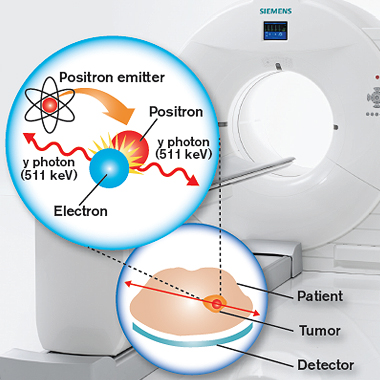 SIEMENS
Positron emitter
Positron
y photon
(511 keV)
y photon
(511 keV)
Electron
Patient
Tumor
Detector